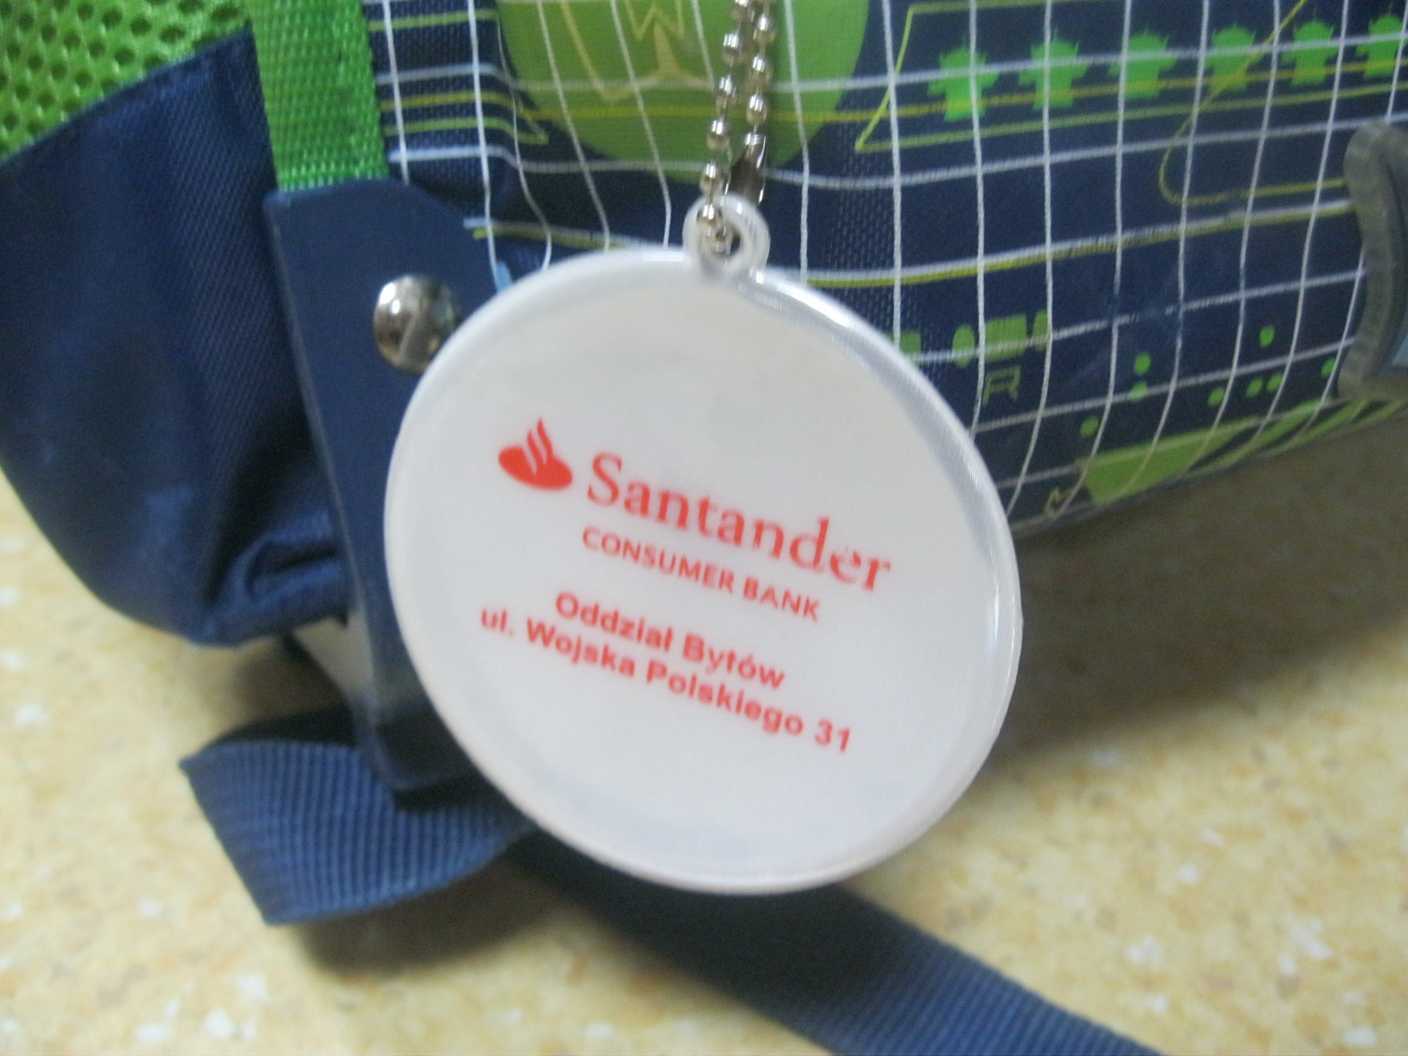 Santander
CONSUMER BANK
Oddział Bytów
ul. Wojska Polskiego 31